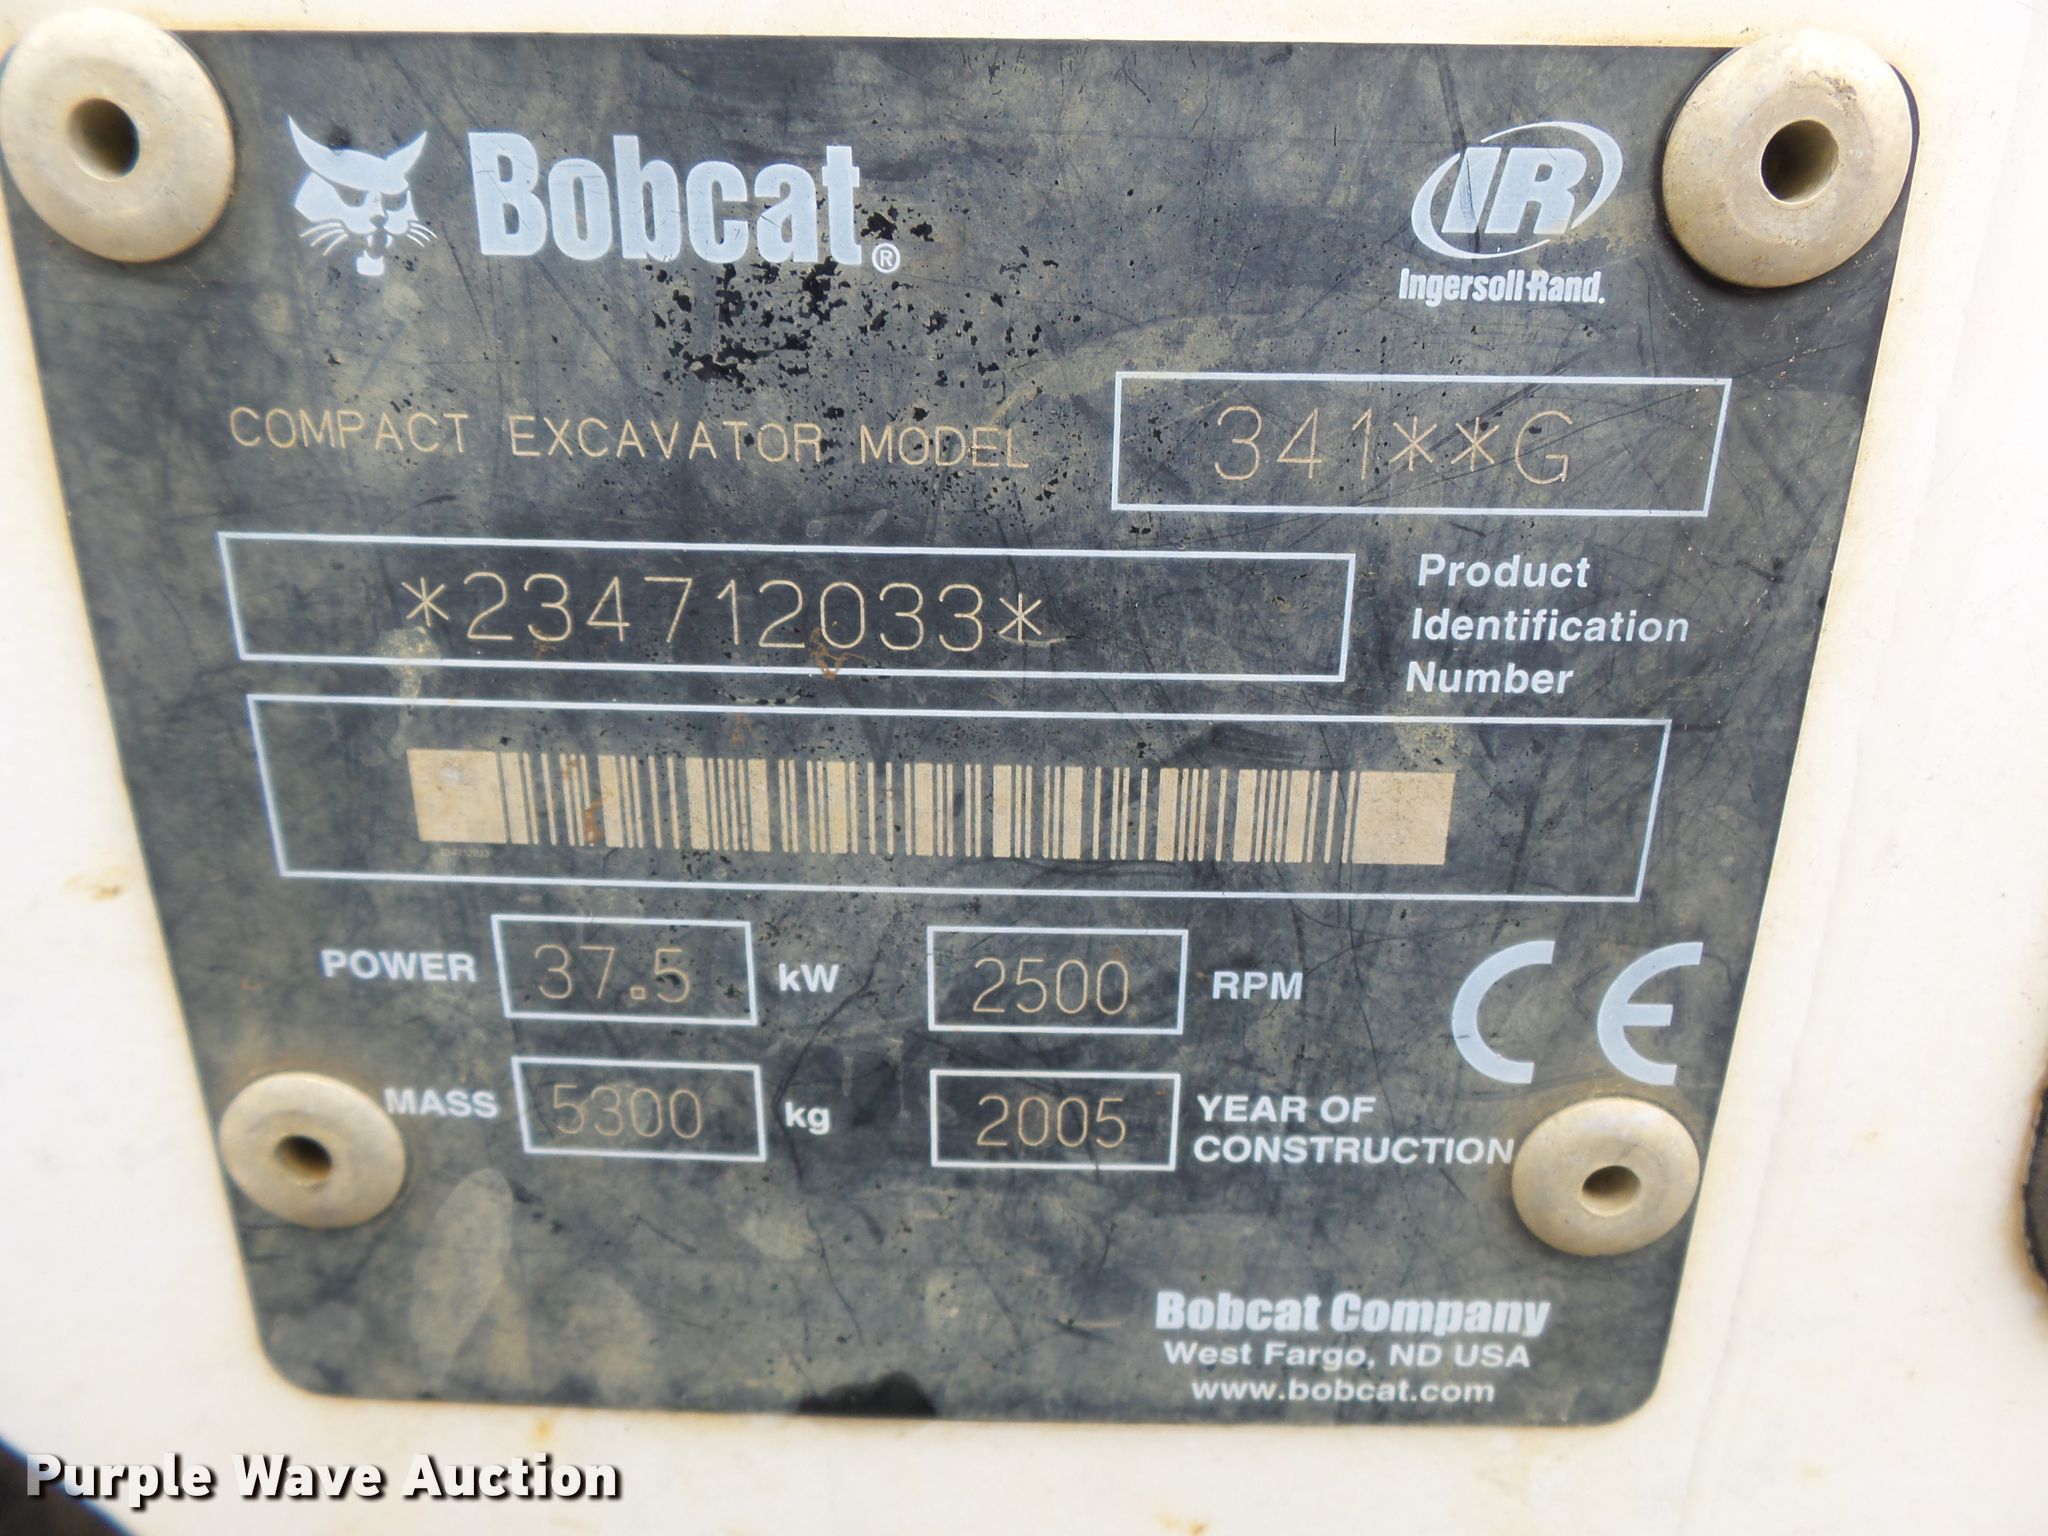 Bobcat®
IR
Ingersoll-Rand.
COMPACT EXCAVATOR MODEL 341**G
*234712033*
Product
Identification
Number
234712033
POWER 37.5 kW 2500 RPM
CE
MASS 5300 kg 2005 YEAR OF
CONSTRUCTION
Bobcat Company
West Fargo, ND USA
www.bobcat.com
Purple Wave Auction